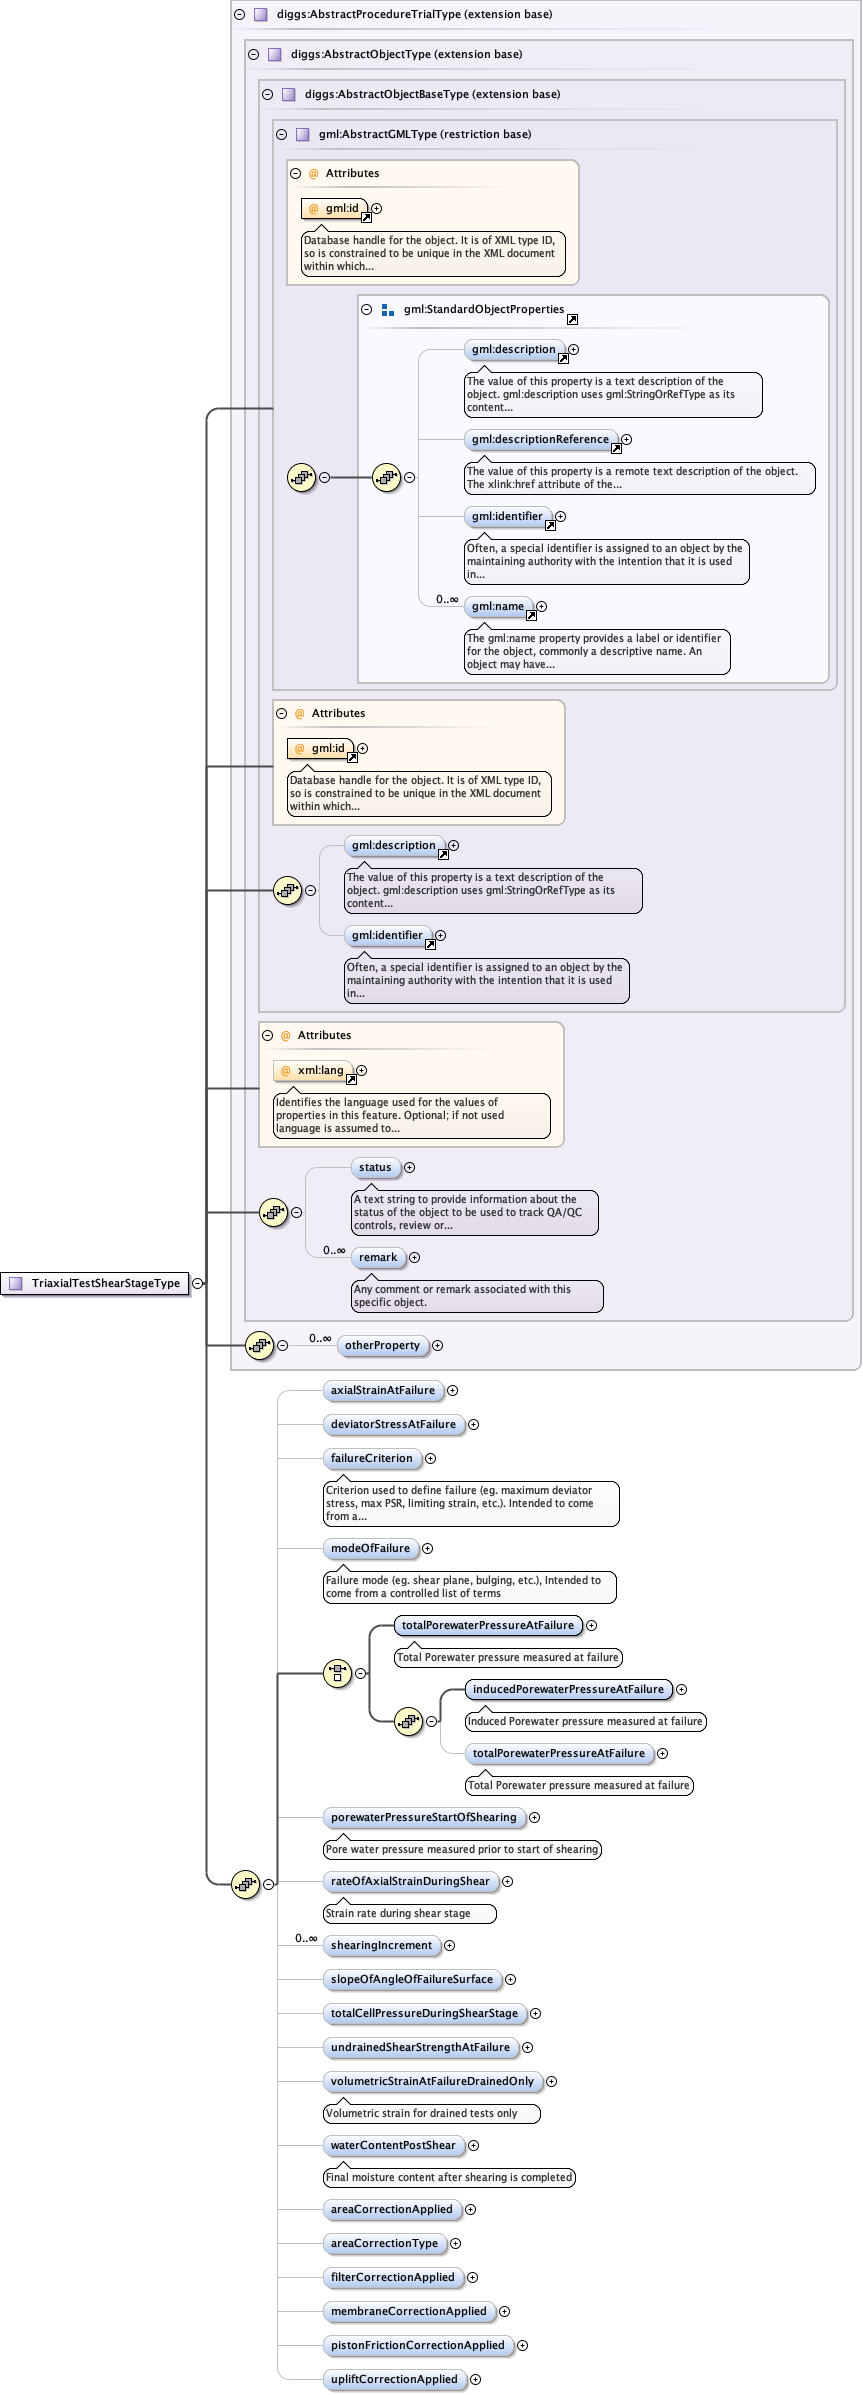 diggs:AbstractProcedureTrialType (extension base)
diggs:AbstractObjectType (extension base)
diggs:AbstractObjectBaseType (extension base)
gml:AbstractGMLType (restriction base)
@ Attributes
@ gml:id
Database handle for the object. It is of XML type ID,
so is constrained to be unique in the XML document
within which...
gml:StandardObjectProperties
gml:description
The value of this property is a text description of the
object. gml:description uses gml:StringOrRefType as its
content...
gml:descriptionReference
The value of this property is a remote text description of the object.
The xlink:href attribute of the...
gml:identifier
Often, a special identifier is assigned to an object by the
maintaining authority with the intention that it is used
in...
0..∞
gml:name
The gml:name property provides a label or identifier
for the object, commonly a descriptive name. An
object may have...
@ Attributes
@ gml:id
Database handle for the object. It is of XML type ID,
so is constrained to be unique in the XML document
within which...
gml:description
The value of this property is a text description of the
object. gml:description uses gml:StringOrRefType as its
content...
gml:identifier
Often, a special identifier is assigned to an object by the
maintaining authority with the intention that it is used
in...
@ Attributes
@ xml:lang
Identifies the language used for the values of
properties in this feature. Optional; if not used
language is assumed to...
status
A text string to provide information about the
status of the object to be used to track QA/QC
controls, review or...
0..∞
remark
Any comment or remark associated with this
specific object.
TriaxialTestShearStageType
0..∞
otherProperty
axialStrainAtFailure
deviatorStressAtFailure
failureCriterion
Criterion used to define failure (eg. maximum deviator
stress, max PSR, limiting strain, etc.). Intended to come
from a...
modeOfFailure
Failure mode (eg. shear plane, bulging, etc.), Intended to
come from a controlled list of terms
totalPorewaterPressureAtFailure
Total Porewater pressure measured at failure
inducedPorewaterPressureAtFailure
Induced Porewater pressure measured at failure
totalPorewaterPressureAtFailure
Total Porewater pressure measured at failure
porewaterPressureStartOfShearing
Pore water pressure measured prior to start of shearing
rateOfAxialStrainDuringShear
Strain rate during shear stage
0..∞
shearingIncrement
slopeOfAngleOfFailureSurface
totalCellPressureDuringShearStage
undrainedShearStrengthAtFailure
volumetricStrainAtFailureDrainedOnly
Volumetric strain for drained tests only
waterContentPostShear
Final moisture content after shearing is completed
areaCorrectionApplied
areaCorrectionType
filterCorrectionApplied
membraneCorrectionApplied
pistonFrictionCorrectionApplied
upliftCorrectionApplied